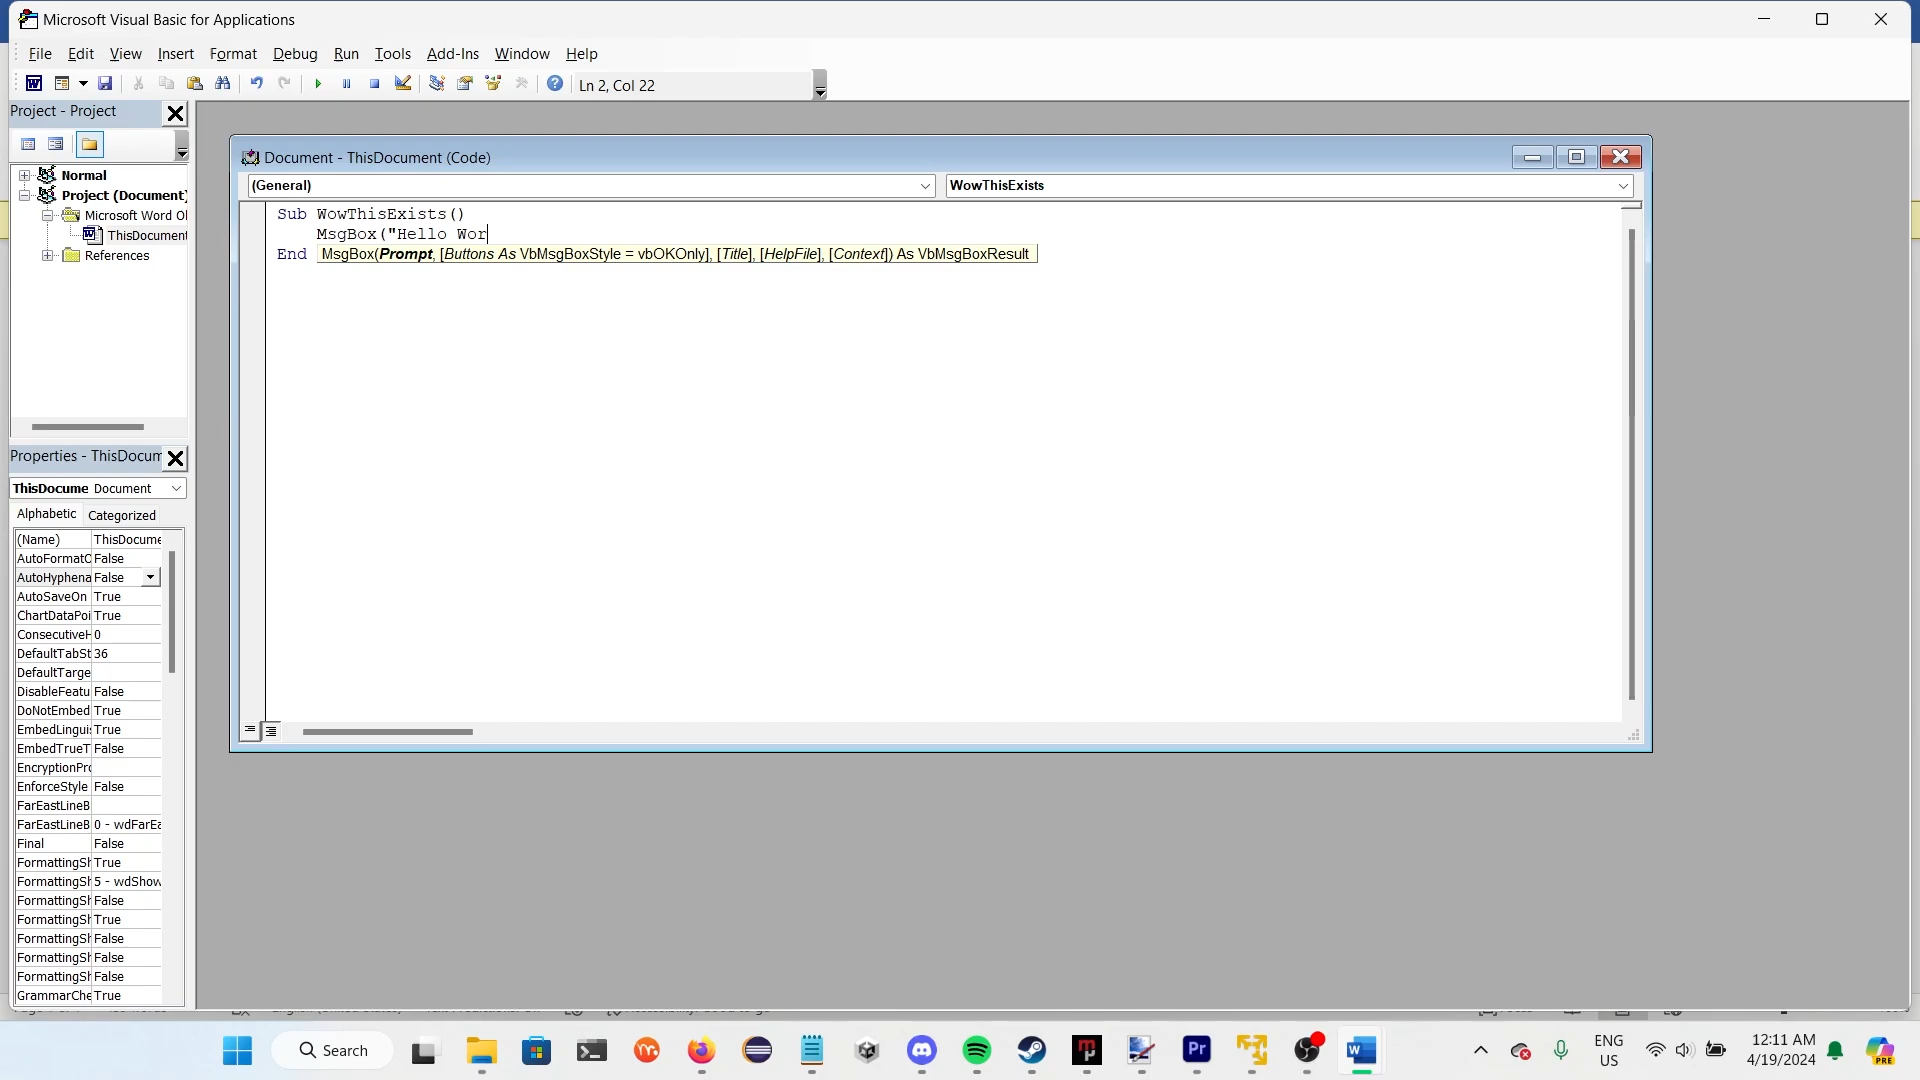 Microsoft Visual Basic for Applications
File Edit View Insert Format Debug Run Tools Add-Ins Window Help
Ln 2, Col 22
Project - Project
Normal
Project (Document)
Microsoft Word Ol
ThisDocument
References
Document - ThisDocument (Code)
(General)
WowThisExists
Sub WowThisExists()
MsgBox("Hello Wor
End
MsgBox(Prompt, [Buttons As VbMsgBoxStyle = vbOKOnly], [Title], [HelpFile], [Context]) As VbMsgBoxResult
Properties - ThisDocum
ThisDocume Document
Alphabetic Categorized
(Name) ThisDocume
AutoFormatO False
AutoHyphena False
AutoSaveOn True
ChartDataPoi True
ConsecutiveH 0
DefaultTabSt 36
DefaultTarge
DisableFeatu False
DoNotEmbed True
EmbedLinguis True
EmbedTrueT False
EncryptionPro
EnforceStyle False
FarEastLineB
FarEastLineB 0 - wdFarEa
Final False
FormattingSh True
FormattingSh 5 - wdShow
FormattingSh False
FormattingSh True
FormattingSh False
FormattingSh False
FormattingSh False
GrammarChe True
Search
Pr
ENG
US
12:11 AM
4/19/2024
PRE